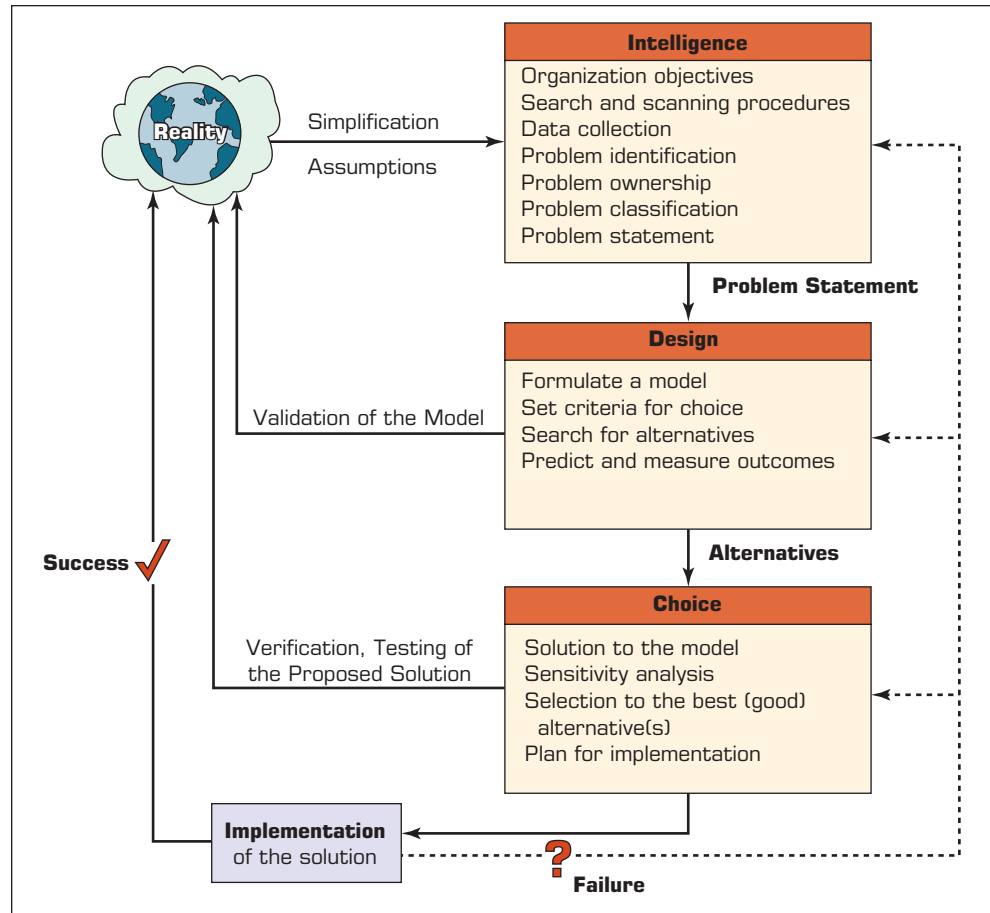 Intelligence
Organization objectives
Search and scanning procedures
Data collection
Problem identification
Problem ownership
Problem classification
Problem statement
Reality
Simplification
Assumptions
Problem Statement
Design
Formulate a model
Set criteria for choice
Search for alternatives
Predict and measure outcomes
Validation of the Model
Alternatives
Success
Choice
Solution to the model
Sensitivity analysis
Selection to the best (good)
alternative(s)
Plan for implementation
Verification, Testing of
the Proposed Solution
Implementation
of the solution
?
Failure